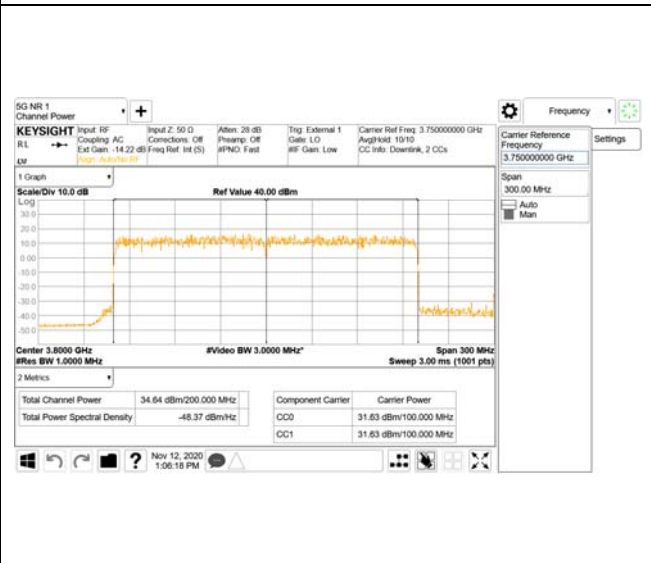 5G NR 1
Channel Power
Frequency
KEYSIGHT
RL
Input: RF
Coupling: AC
Ext Gain: -14.22 dB
Align: Auto/No RF
Input Z: 50 Ω
Corrections: Off
Freq Ref: Int (S)
Atten: 28 dB
Preamp: Off
#PNO: Fast
Trig: External 1
Gate: LO
#IF Gain: Low
Carrier Ref Freq: 3.750000000 GHz
Avg|Hold: 10/10
CC Info: Downlink, 2 CCs
Carrier Reference
Frequency
3.750000000 GHz
Settings
Span
300.00 MHz
Auto
Man
1 Graph
Scale/Div 10.0 dB
Ref Value 40.00 dBm
Log
30.0
20.0
10.0
0.00
-10.0
-20.0
-30.0
-40.0
-50.0
Center 3.8000 GHz
#Video BW 3.0000 MHz*
Span 300 MHz
#Res BW 1.0000 MHz
Sweep 3.00 ms (1001 pts)
2 Metrics
Total Channel Power 34.64 dBm/200.000 MHz
Total Power Spectral Density -48.37 dBm/Hz
Component Carrier Carrier Power
CC0 31.63 dBm/100.000 MHz
CC1 31.63 dBm/100.000 MHz
Nov 12, 2020
1:06:18 PM